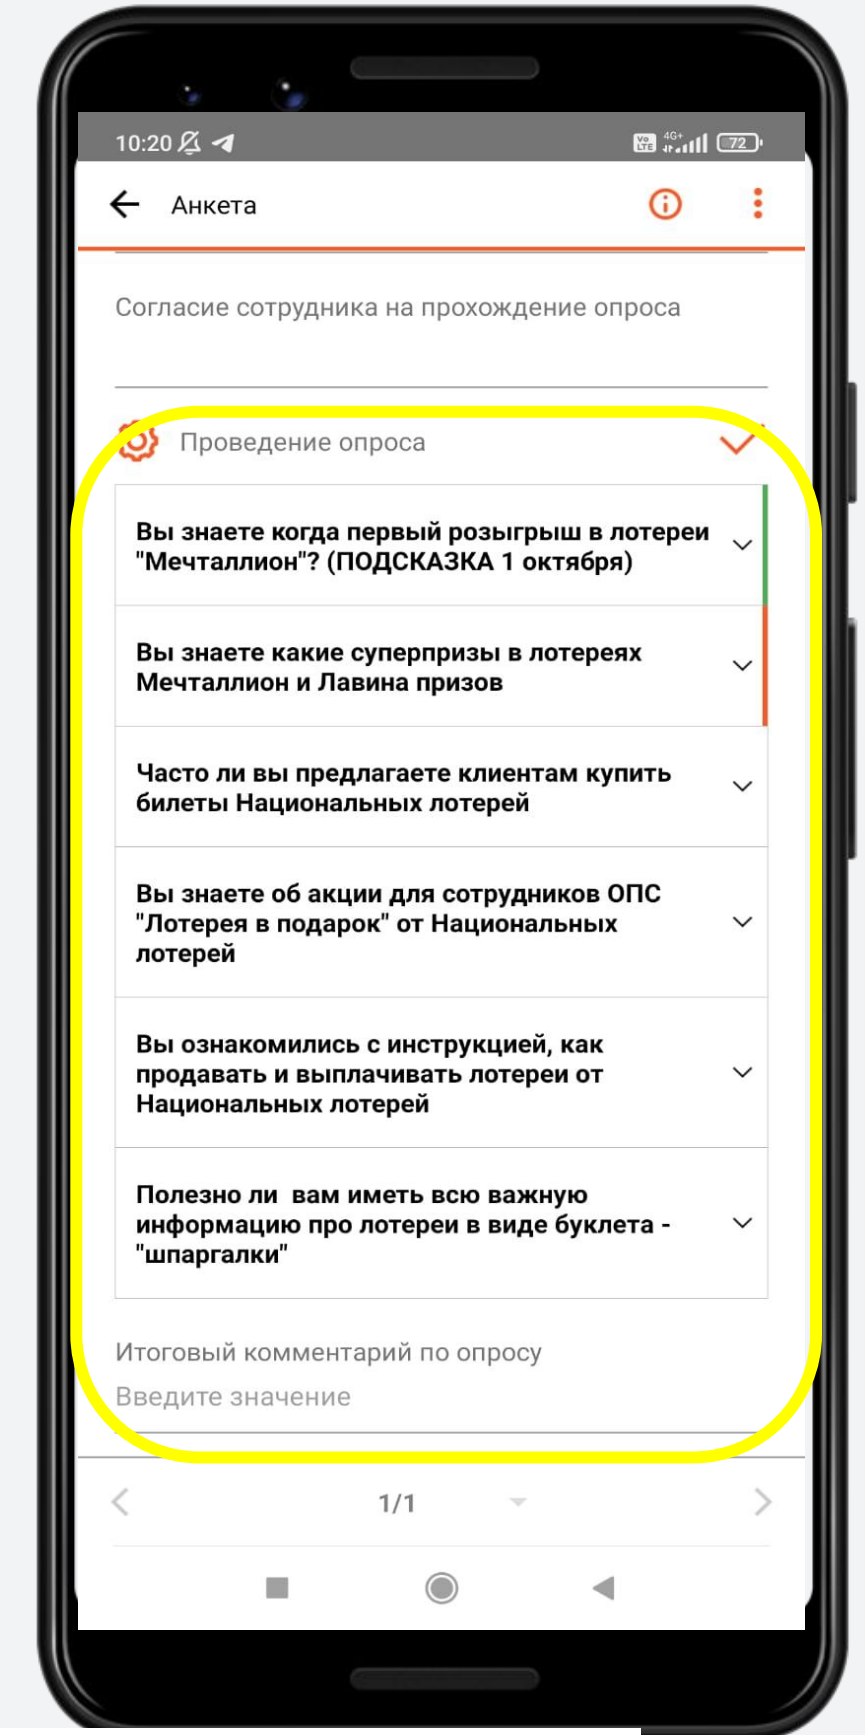 10:20 Vo LTE 4G+ 72
Анкета
Согласие сотрудника на прохождение опроса
Проведение опроса
Вы знаете когда первый розыгрыш в лотереи
"Мечталлион"? (ПОДСКАЗКА 1 октября)
Вы знаете какие суперпризы в лотереях
Мечталлион и Лавина призов
Часто ли вы предлагаете клиентам купить
билеты Национальных лотерей
Вы знаете об акции для сотрудников ОПС
"Лотерея в подарок" от Национальных
лотерей
Вы ознакомились с инструкцией, как
продавать и выплачивать лотереи от
Национальных лотерей
Полезно ли  вам иметь всю важную
информацию про лотереи в виде буклета -
"шпаргалки"
Итоговый комментарий по опросу
Введите значение
1/1